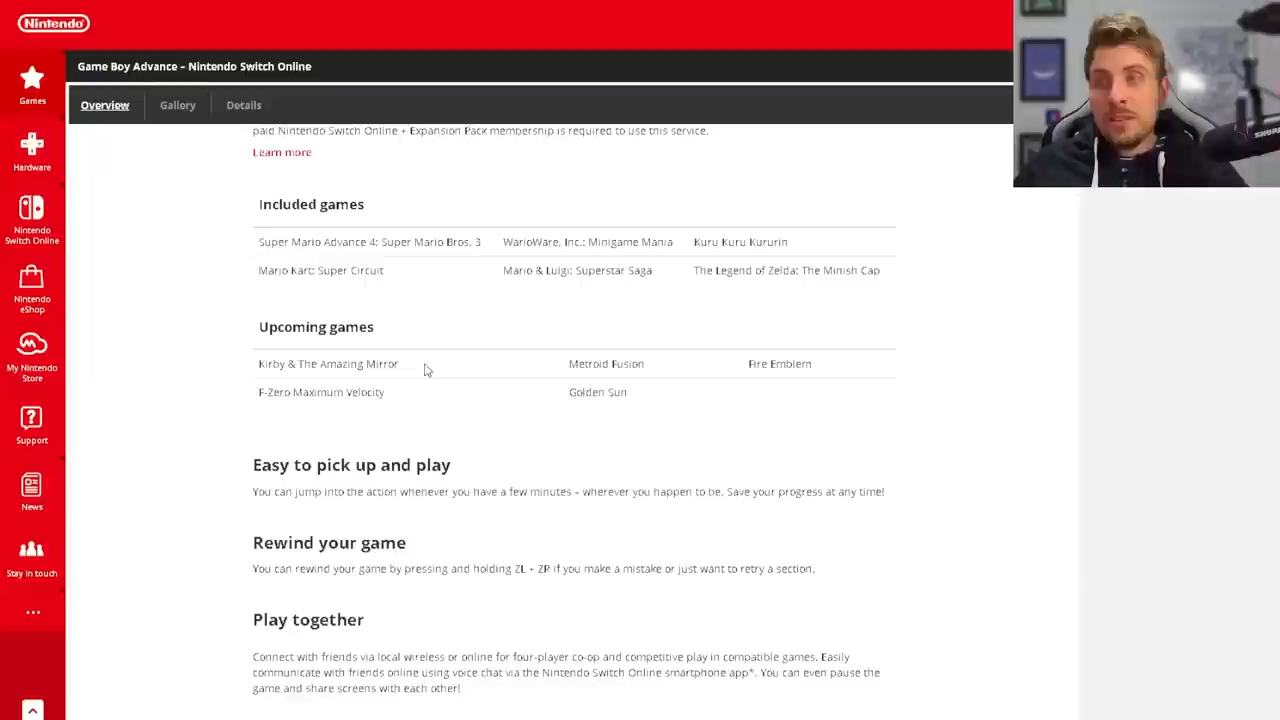 Nintendo
Game Boy Advance – Nintendo Switch Online
Overview
Gallery
Details
Games
Hardware
Nintendo
Switch Online
Nintendo
eShop
My Nintendo
Store
Support
News
Stay in touch
...
paid Nintendo Switch Online + Expansion Pack membership is required to use this service.
Learn more
Included games
Super Mario Advance 4: Super Mario Bros. 3 WarioWare, Inc.: Minigame Mania Kuru Kuru Kururin
Mario Kart: Super Circuit Mario & Luigi: Superstar Saga The Legend of Zelda: The Minish Cap
Upcoming games
Kirby & The Amazing Mirror Metroid Fusion Fire Emblem
F-Zero Maximum Velocity Golden Sun
Easy to pick up and play
You can jump into the action whenever you have a few minutes – wherever you happen to be. Save your progress at any time!
Rewind your game
You can rewind your game by pressing and holding ZL + ZR if you make a mistake or just want to retry a section.
Play together
Connect with friends via local wireless or online for four-player co-op and competitive play in compatible games. Easily
communicate with friends online using voice chat via the Nintendo Switch Online smartphone app*. You can even pause the
game and share screens with each other!
SHURE